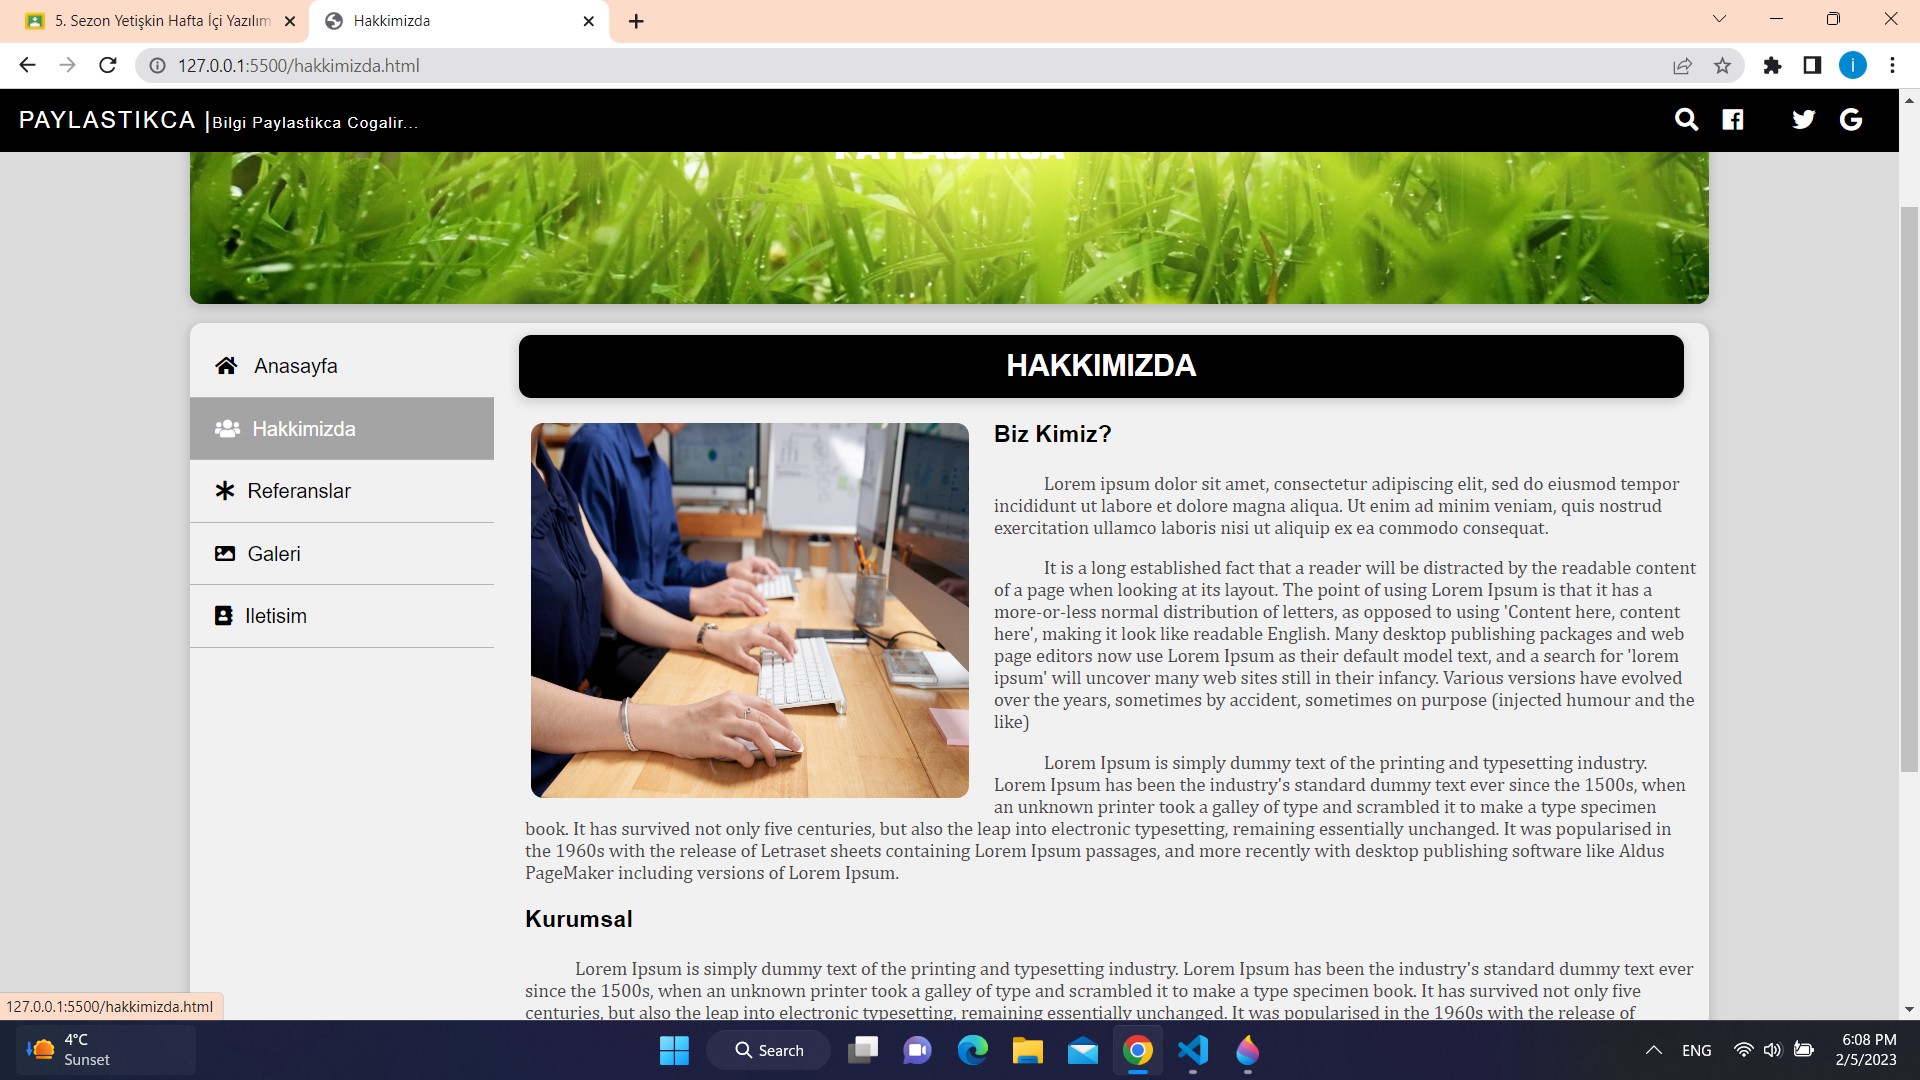 5. Sezon Yetişkin Hafta İçi Yazılım
Hakkimizda
127.0.0.1:5500/hakkimizda.html
i
PAYLASTIKCA |Bilgi Paylastikca Cogalir...
PAYLASTIKCA
Anasayfa
Hakkimizda
Referanslar
Galeri
Iletisim
HAKKIMIZDA
Biz Kimiz?
Lorem ipsum dolor sit amet, consectetur adipiscing elit, sed do eiusmod tempor
incididunt ut labore et dolore magna aliqua. Ut enim ad minim veniam, quis nostrud
exercitation ullamco laboris nisi ut aliquip ex ea commodo consequat.
It is a long established fact that a reader will be distracted by the readable content
of a page when looking at its layout. The point of using Lorem Ipsum is that it has a
more-or-less normal distribution of letters, as opposed to using 'Content here, content
here', making it look like readable English. Many desktop publishing packages and web
page editors now use Lorem Ipsum as their default model text, and a search for 'lorem
ipsum' will uncover many web sites still in their infancy. Various versions have evolved
over the years, sometimes by accident, sometimes on purpose (injected humour and the
like)
Lorem Ipsum is simply dummy text of the printing and typesetting industry.
Lorem Ipsum has been the industry's standard dummy text ever since the 1500s, when
an unknown printer took a galley of type and scrambled it to make a type specimen
book. It has survived not only five centuries, but also the leap into electronic typesetting, remaining essentially unchanged. It was popularised in
the 1960s with the release of Letraset sheets containing Lorem Ipsum passages, and more recently with desktop publishing software like Aldus
PageMaker including versions of Lorem Ipsum.
Kurumsal
Lorem Ipsum is simply dummy text of the printing and typesetting industry. Lorem Ipsum has been the industry's standard dummy text ever
since the 1500s, when an unknown printer took a galley of type and scrambled it to make a type specimen book. It has survived not only five
centuries, but also the leap into electronic typesetting, remaining essentially unchanged. It was popularised in the 1960s with the release of
127.0.0.1:5500/hakkimizda.html
4°C
Sunset
Search
ENG
6:08 PM
2/5/2023